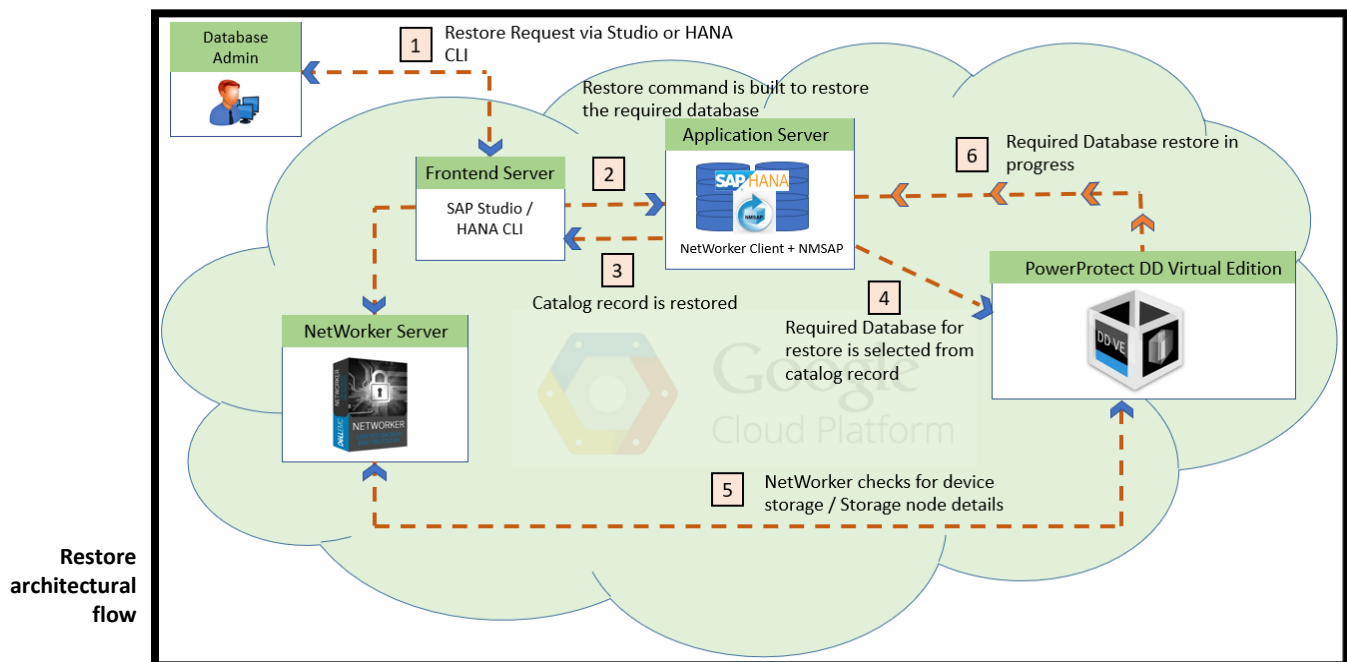 Database
Admin
1
Restore Request via Studio or HANA
CLI
Restore command is built to restore
the required database
Application Server
SAP HANA
NMSAP
NetWorker Client + NMSAP
6
Required Database restore in
progress
Frontend Server
SAP Studio /
HANA CLI
2
3
Catalog record is restored
4
Required Database for
restore is selected from
catalog record
PowerProtect DD Virtual Edition
DD VE
NetWorker Server
NETWORKER
DELL EMC
NETWORKER
Google
Cloud Platform
5
NetWorker checks for device
storage / Storage node details
Restore
architectural
flow